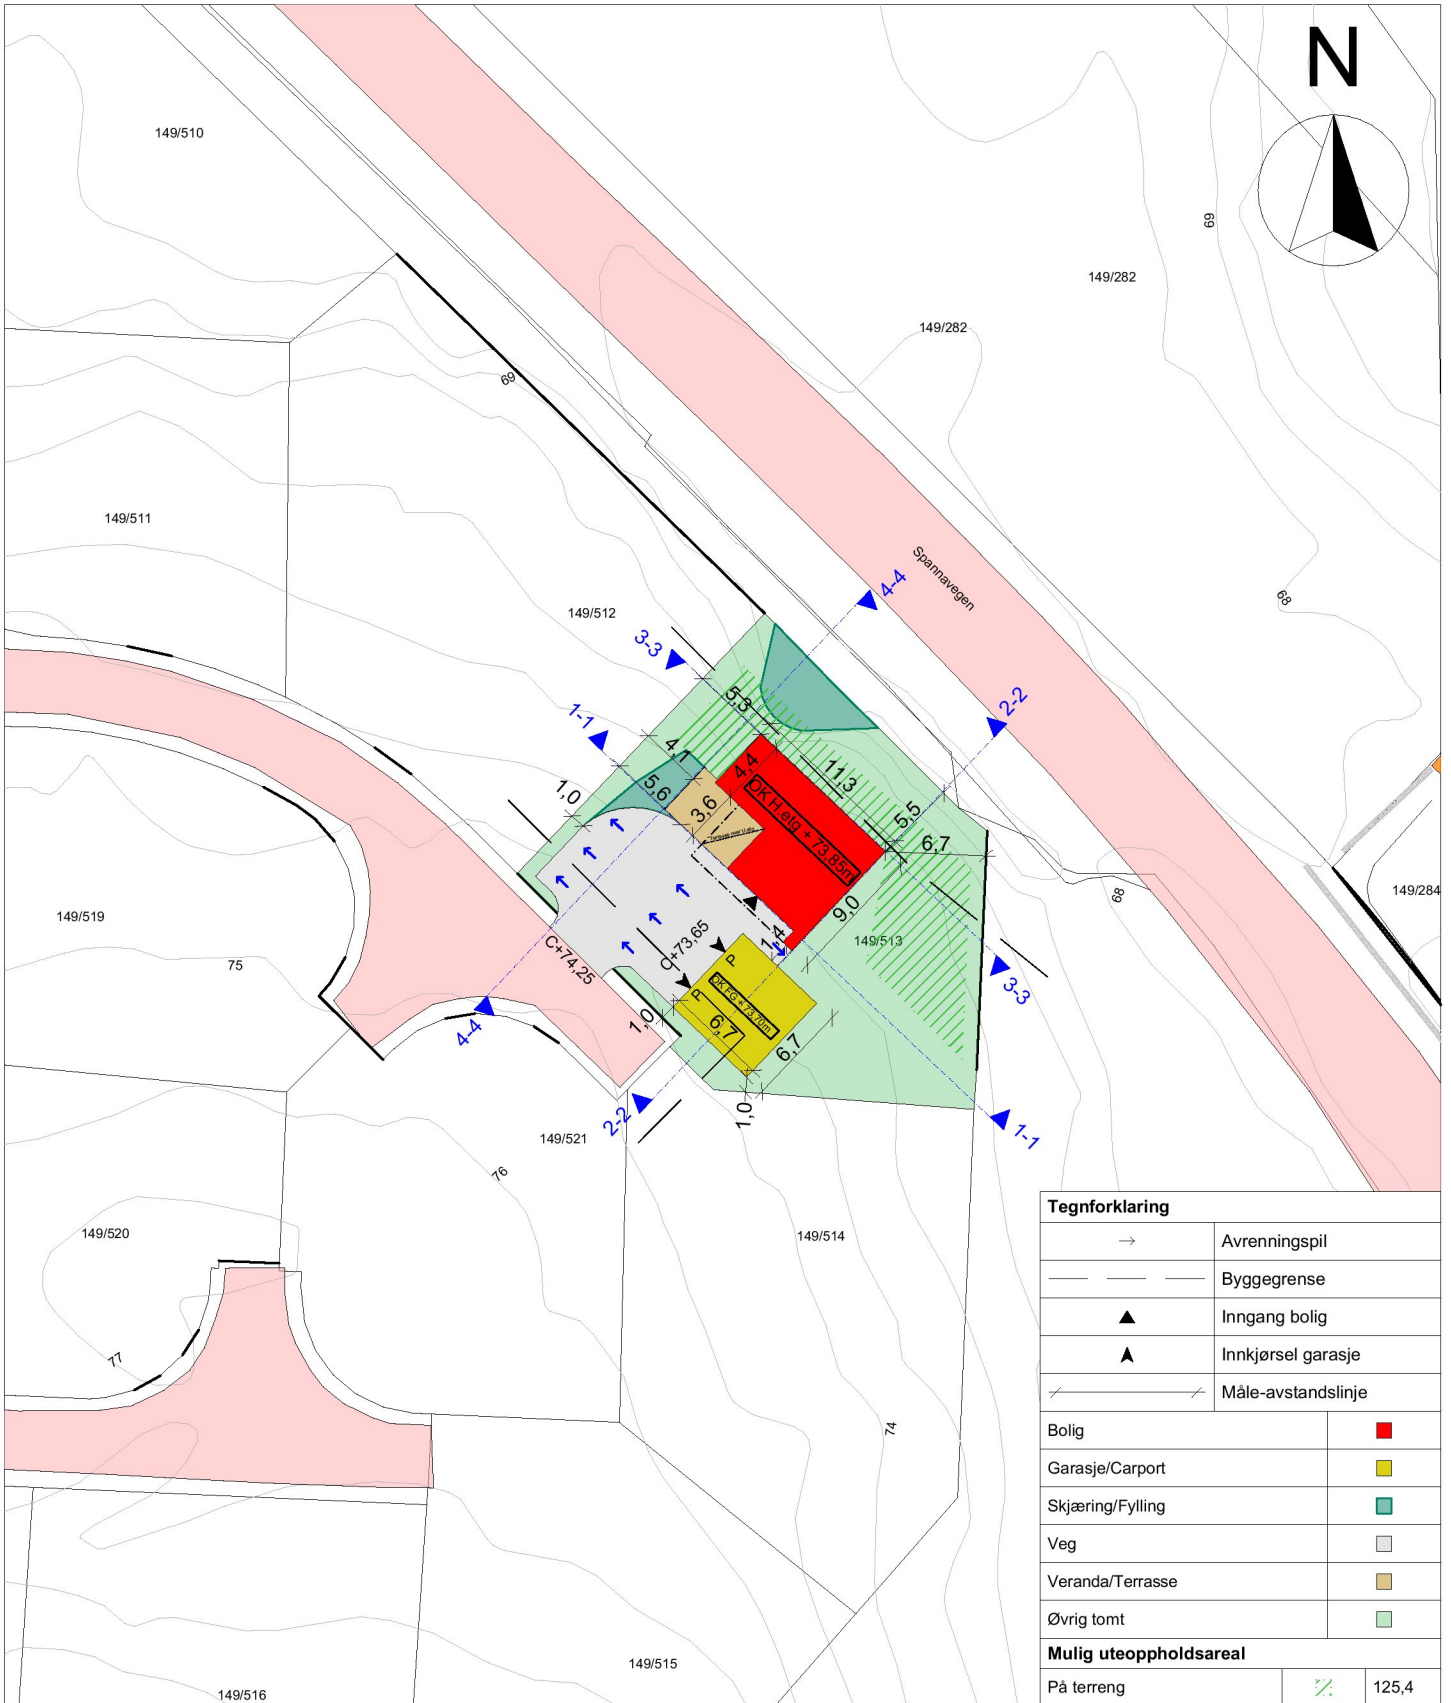 N
149/510
69
149/282
149/282
69
149/511
Spannavegen
4-4
68
149/512
3-3
2-2
1-1
5,3
4,1
4,4
11,3
5,6
1,0
3,6
OK H.etg + 73,85m
5,5
6,7
68
149/284
149/519
9,0
149/513
1,4
C+73,65
C+74,25
P
P
OK FG +73,70m
75
3-3
4-4
1,0
6,7
6,7
2-2
1,0
1-1
149/521
76
149/520
149/514
77
74
149/515
149/516
Tegnforklaring
Avrenningspil
Byggegrense
Inngang bolig
Innkjørsel garasje
Måle-avstandslinje
Bolig
Garasje/Carport
Skjæring/Fylling
Veg
Veranda/Terrasse
Øvrig tomt
Mulig uteoppholdsareal
På terreng 125,4